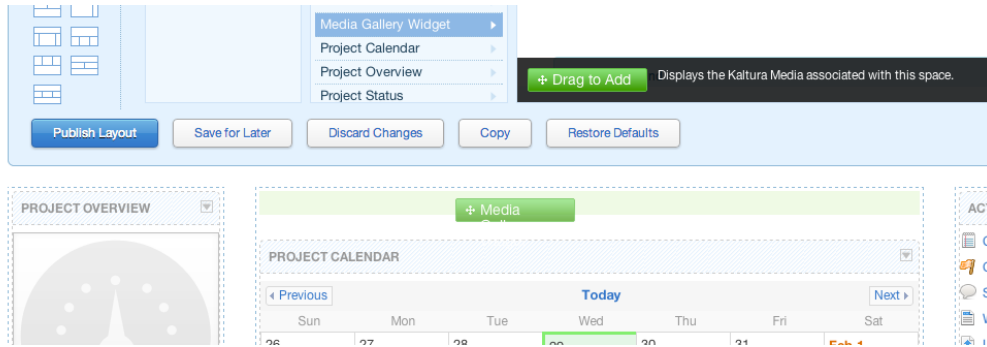 Media Gallery Widget
Project Calendar
Project Overview
Project Status
Drag to Add
Displays the Kaltura Media associated with this space.
Publish Layout
Save for Later
Discard Changes
Copy
Restore Defaults
PROJECT OVERVIEW
Media
PROJECT CALENDAR
Previous
Today
Next
Sun Mon Tue Wed Thu Fri Sat
26 27 28 29 30 31 Feb 1